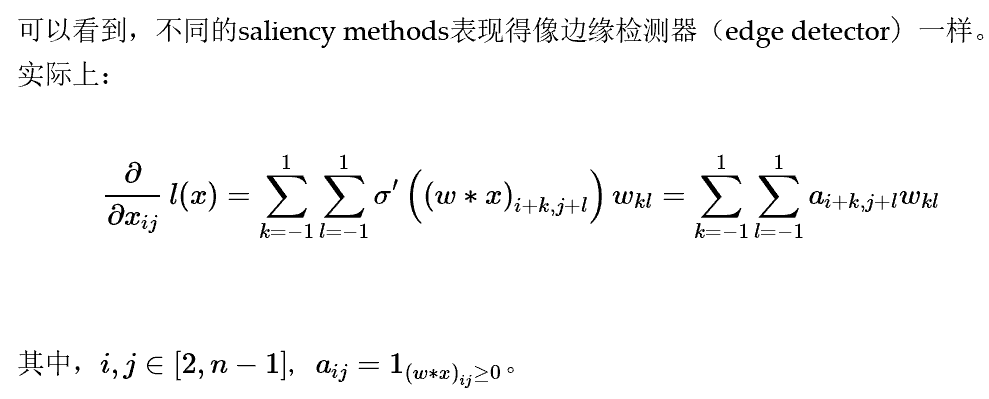 可以看到，不同的saliency methods表现得像边缘检测器（edge detector）一样。
实际上：
$$\frac{\partial}{\partial x_{ij}} l(x) = \sum_{k=-1}^{1} \sum_{l=-1}^{1} \sigma' \left( (w * x)_{i+k,j+l} \right) w_{kl} = \sum_{k=-1}^{1} \sum_{l=-1}^{1} a_{i+k,j+l} w_{kl}$$
其中，$i, j \in [2, n-1]$，$a_{ij} = 1_{(w*x)_{ij} \geq 0}$。